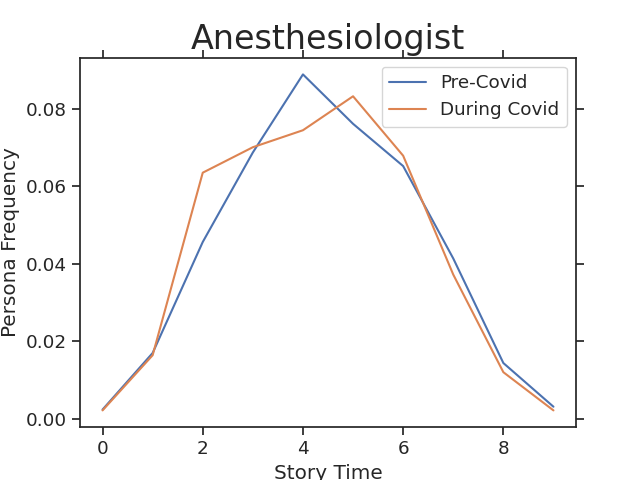 Anesthesiologist
Pre-Covid
During Covid
Persona Frequency
0.08
0.06
0.04
0.02
0.00
0 2 4 6 8
Story Time